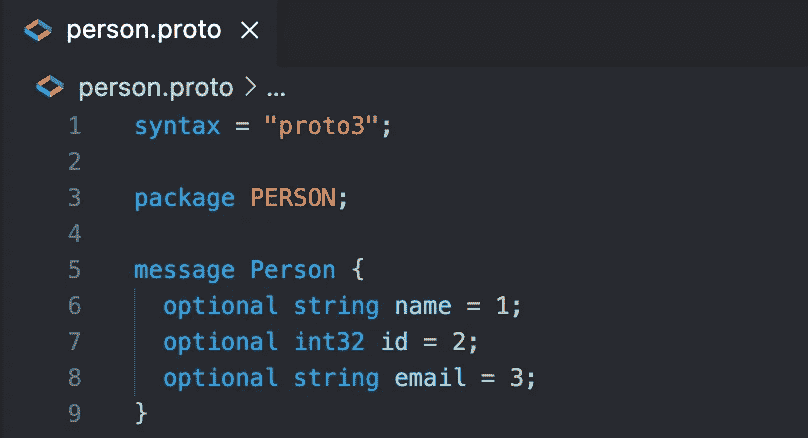 person.proto ×
person.proto > ...
1 syntax = "proto3";
2
3 package PERSON;
4
5 message Person {
6   optional string name = 1;
7   optional int32 id = 2;
8   optional string email = 3;
9 }